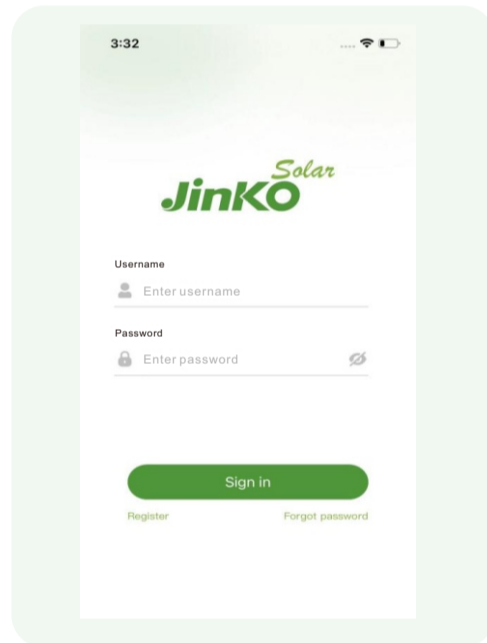 3:32
Solar
JinKO
Username
Enter username
Password
Enter password
Sign in
Register Forgot password